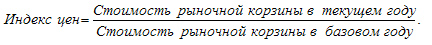 Индекс цен= Стоимость рыночной корзины в текущем году
Стоимость рыночной корзины в базовом году.